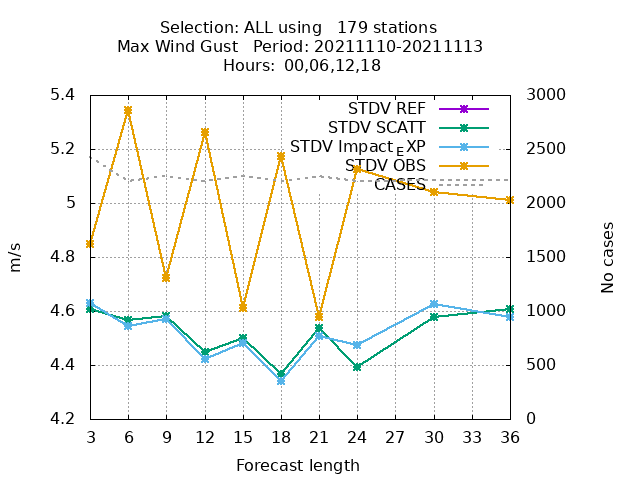 Selection: ALL using   179 stations
Max Wind Gust   Period: 20211110-20211113
Hours: 00,06,12,18
5.4
5.2
5
4.8
4.6
4.4
4.2
3000
2500
2000
1500
1000
500
0
STDV REF
STDV SCATT
STDV Impact_EXP
STDV OBS
CASES
m/s
No cases
3 6 9 12 15 18 21 24 27 30 33 36
Forecast length